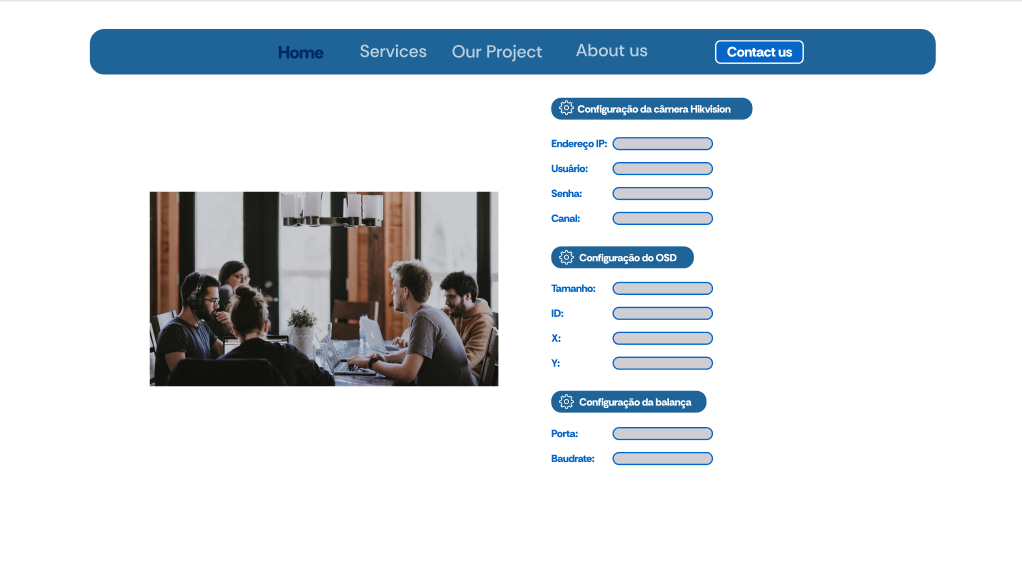 Home Services Our Project About us Contact us
Configuração da câmera Hikvision
Endereço IP:
Usuário:
Senha:
Canal:
Configuração do OSD
Tamanho:
ID:
X:
Y:
Configuração da balança
Porta:
Baudrate: